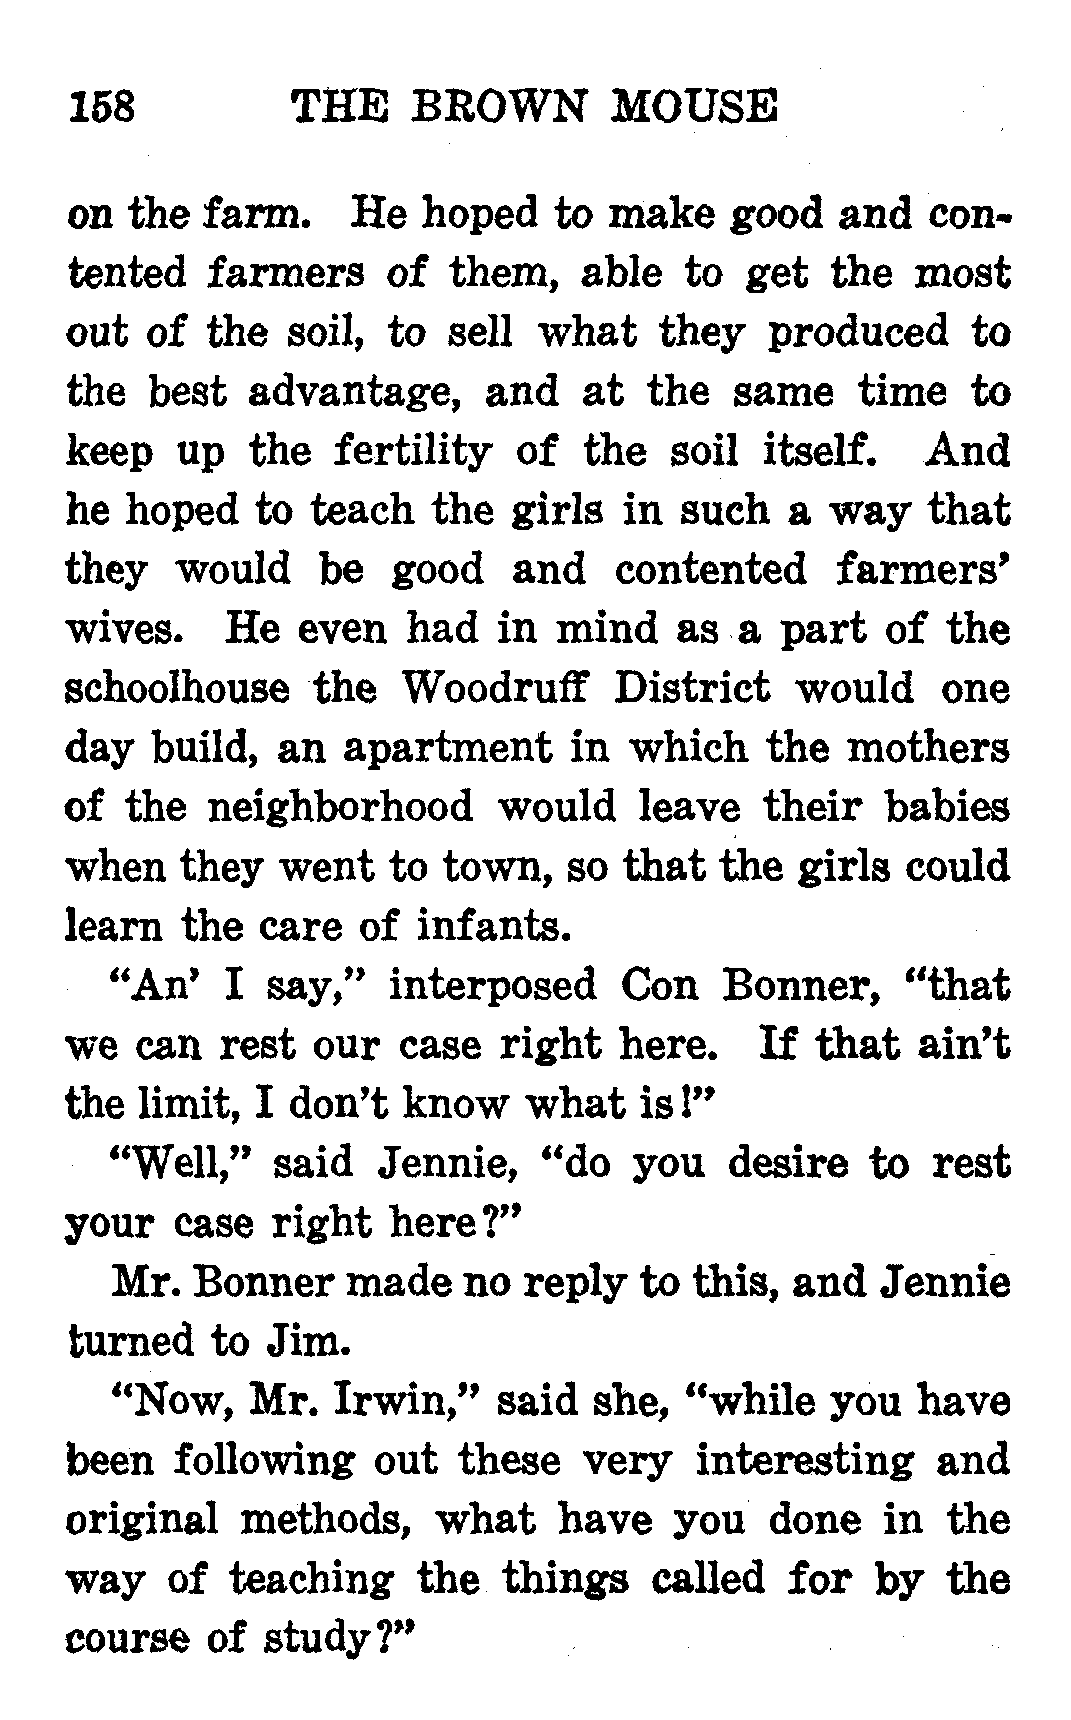 158 THE BROWN MOUSE
on the farm. He hoped to make good and con-
tented farmers of them, able to get the most
out of the soil, to sell what they produced to
the best advantage, and at the same time to
keep up the fertility of the soil itself. And
he hoped to teach the girls in such a way that
they would be good and contented farmers’
wives. He even had in mind as a part of the
schoolhouse the Woodruff District would one
day build, an apartment in which the mothers
of the neighborhood would leave their babies
when they went to town, so that the girls could
learn the care of infants.
“An’ I say,” interposed Con Bonner, “that
we can rest our case right here. If that ain’t
the limit, I don’t know what is!”
“Well,” said Jennie, “do you desire to rest
your case right here?”
Mr. Bonner made no reply to this, and Jennie
turned to Jim.
“Now, Mr. Irwin,” said she, “while you have
been following out these very interesting and
original methods, what have you done in the
way of teaching the things called for by the
course of study?”